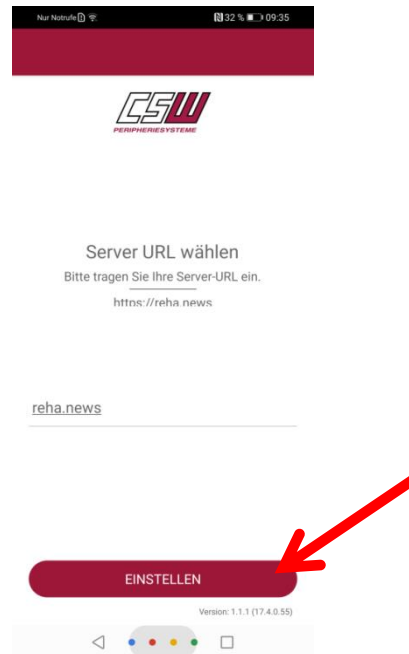 Nur Notrufe 32 % 09:35
CSW
PERIPHERIESYSTEME
Server URL wählen
Bitte tragen Sie Ihre Server-URL ein.
https://reha.news
reha.news
EINSTELLEN
Version: 1.1.1 (17.4.0.55)